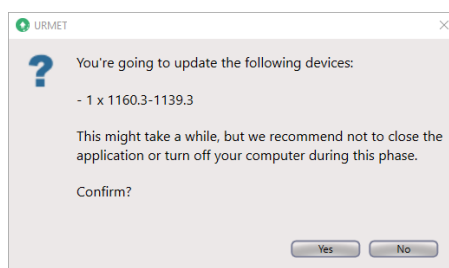 URMET
You're going to update the following devices:
- 1 x 1160.3-1139.3
This might take a while, but we recommend not to close the
application or turn off your computer during this phase.
Confirm?
Yes No